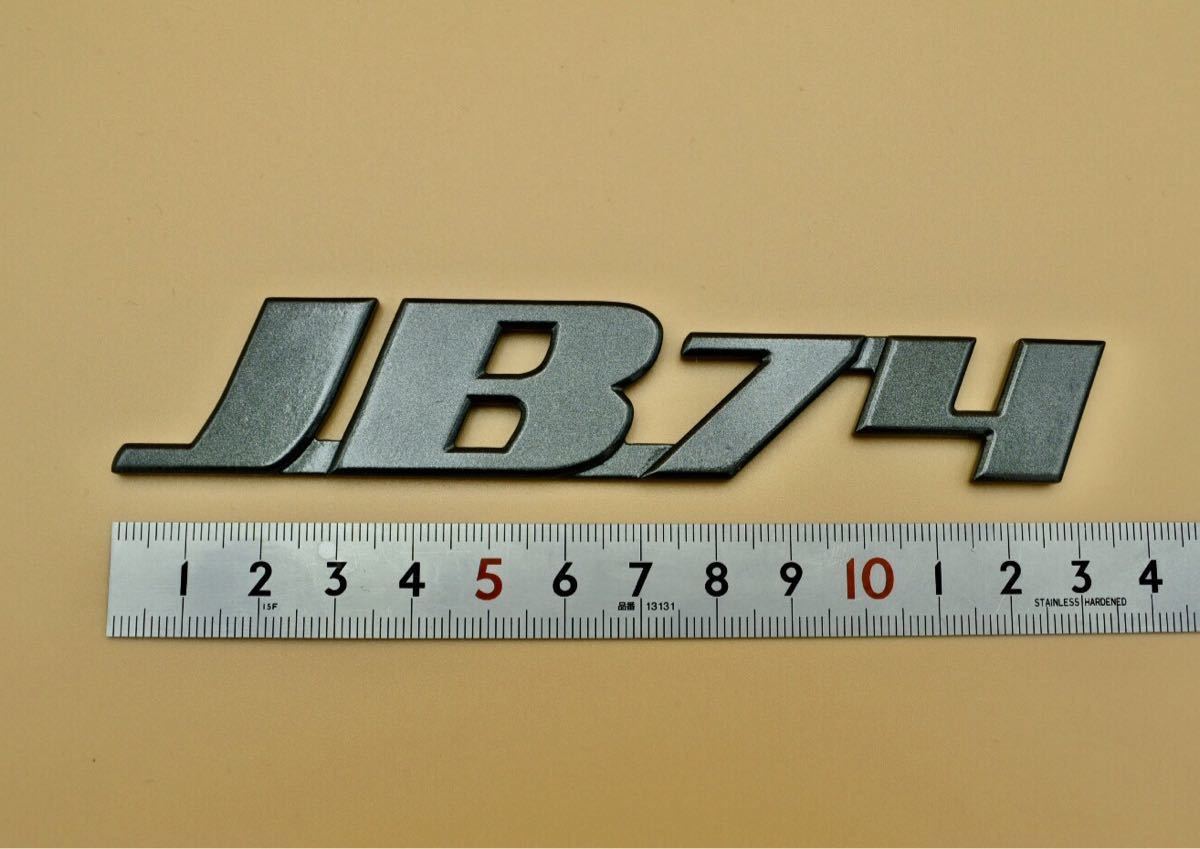 JB74
1 2 3 4 5 6 7 8 9 10 1 2 3 4
15F 品番 13131 STAINLESS HARDENED